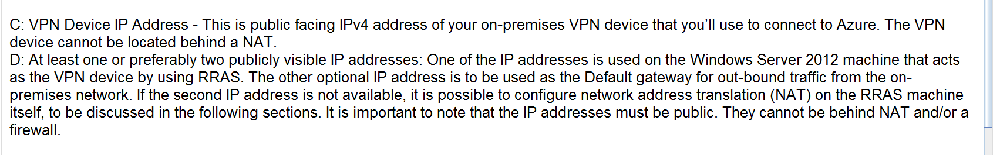 C: VPN Device IP Address - This is public facing IPv4 address of your on-premises VPN device that you’ll use to connect to Azure. The VPN
device cannot be located behind a NAT.
D: At least one or preferably two publicly visible IP addresses: One of the IP addresses is used on the Windows Server 2012 machine that acts
as the VPN device by using RRAS. The other optional IP address is to be used as the Default gateway for out-bound traffic from the on-
premises network. If the second IP address is not available, it is possible to configure network address translation (NAT) on the RRAS machine
itself, to be discussed in the following sections. It is important to note that the IP addresses must be public. They cannot be behind NAT and/or a
firewall.